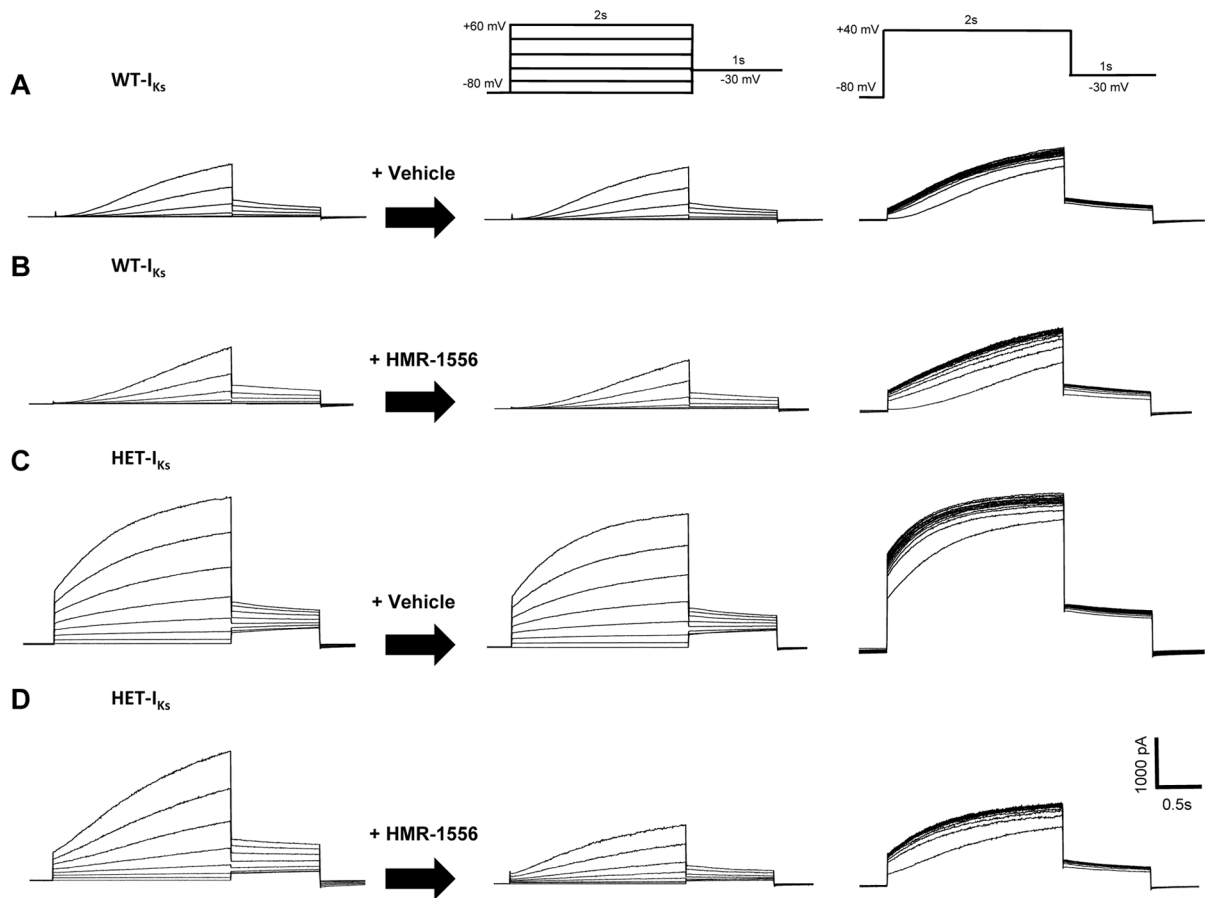 2s
+60 mV
1s
-80 mV
-30 mV
2s
+40 mV
1s
-80 mV
-30 mV
A
WT-IKs
+ Vehicle
B
WT-IKs
+ HMR-1556
C
HET-IKs
+ Vehicle
D
HET-IKs
+ HMR-1556
1000 pA
0.5s